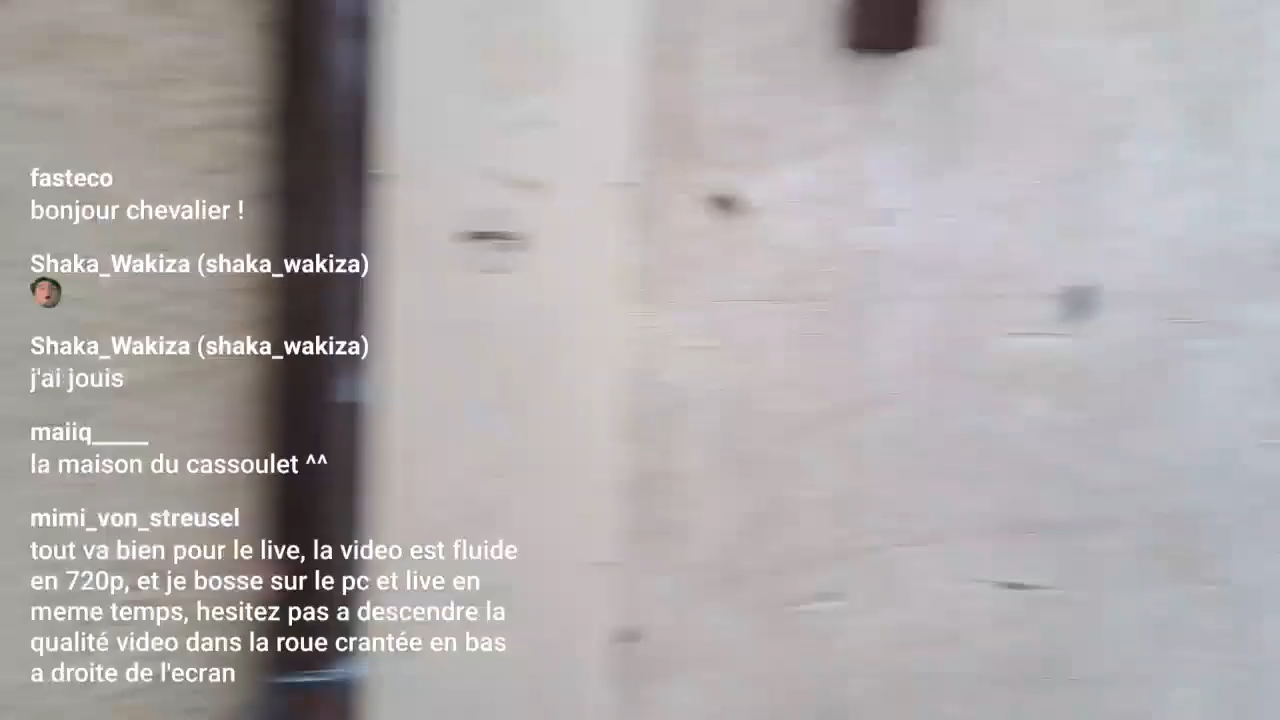 fasteco
bonjour chevalier !
Shaka_Wakiza (shaka_wakiza)
Shaka_Wakiza (shaka_wakiza)
j'ai jouis
maiiq_____
la maison du cassoulet ^^
mimi_von_streusel
tout va bien pour le live, la video est fluide
en 720p, et je bosse sur le pc et live en
meme temps, hesitez pas a descendre la
qualité video dans la roue crantée en bas
a droite de l'ecran